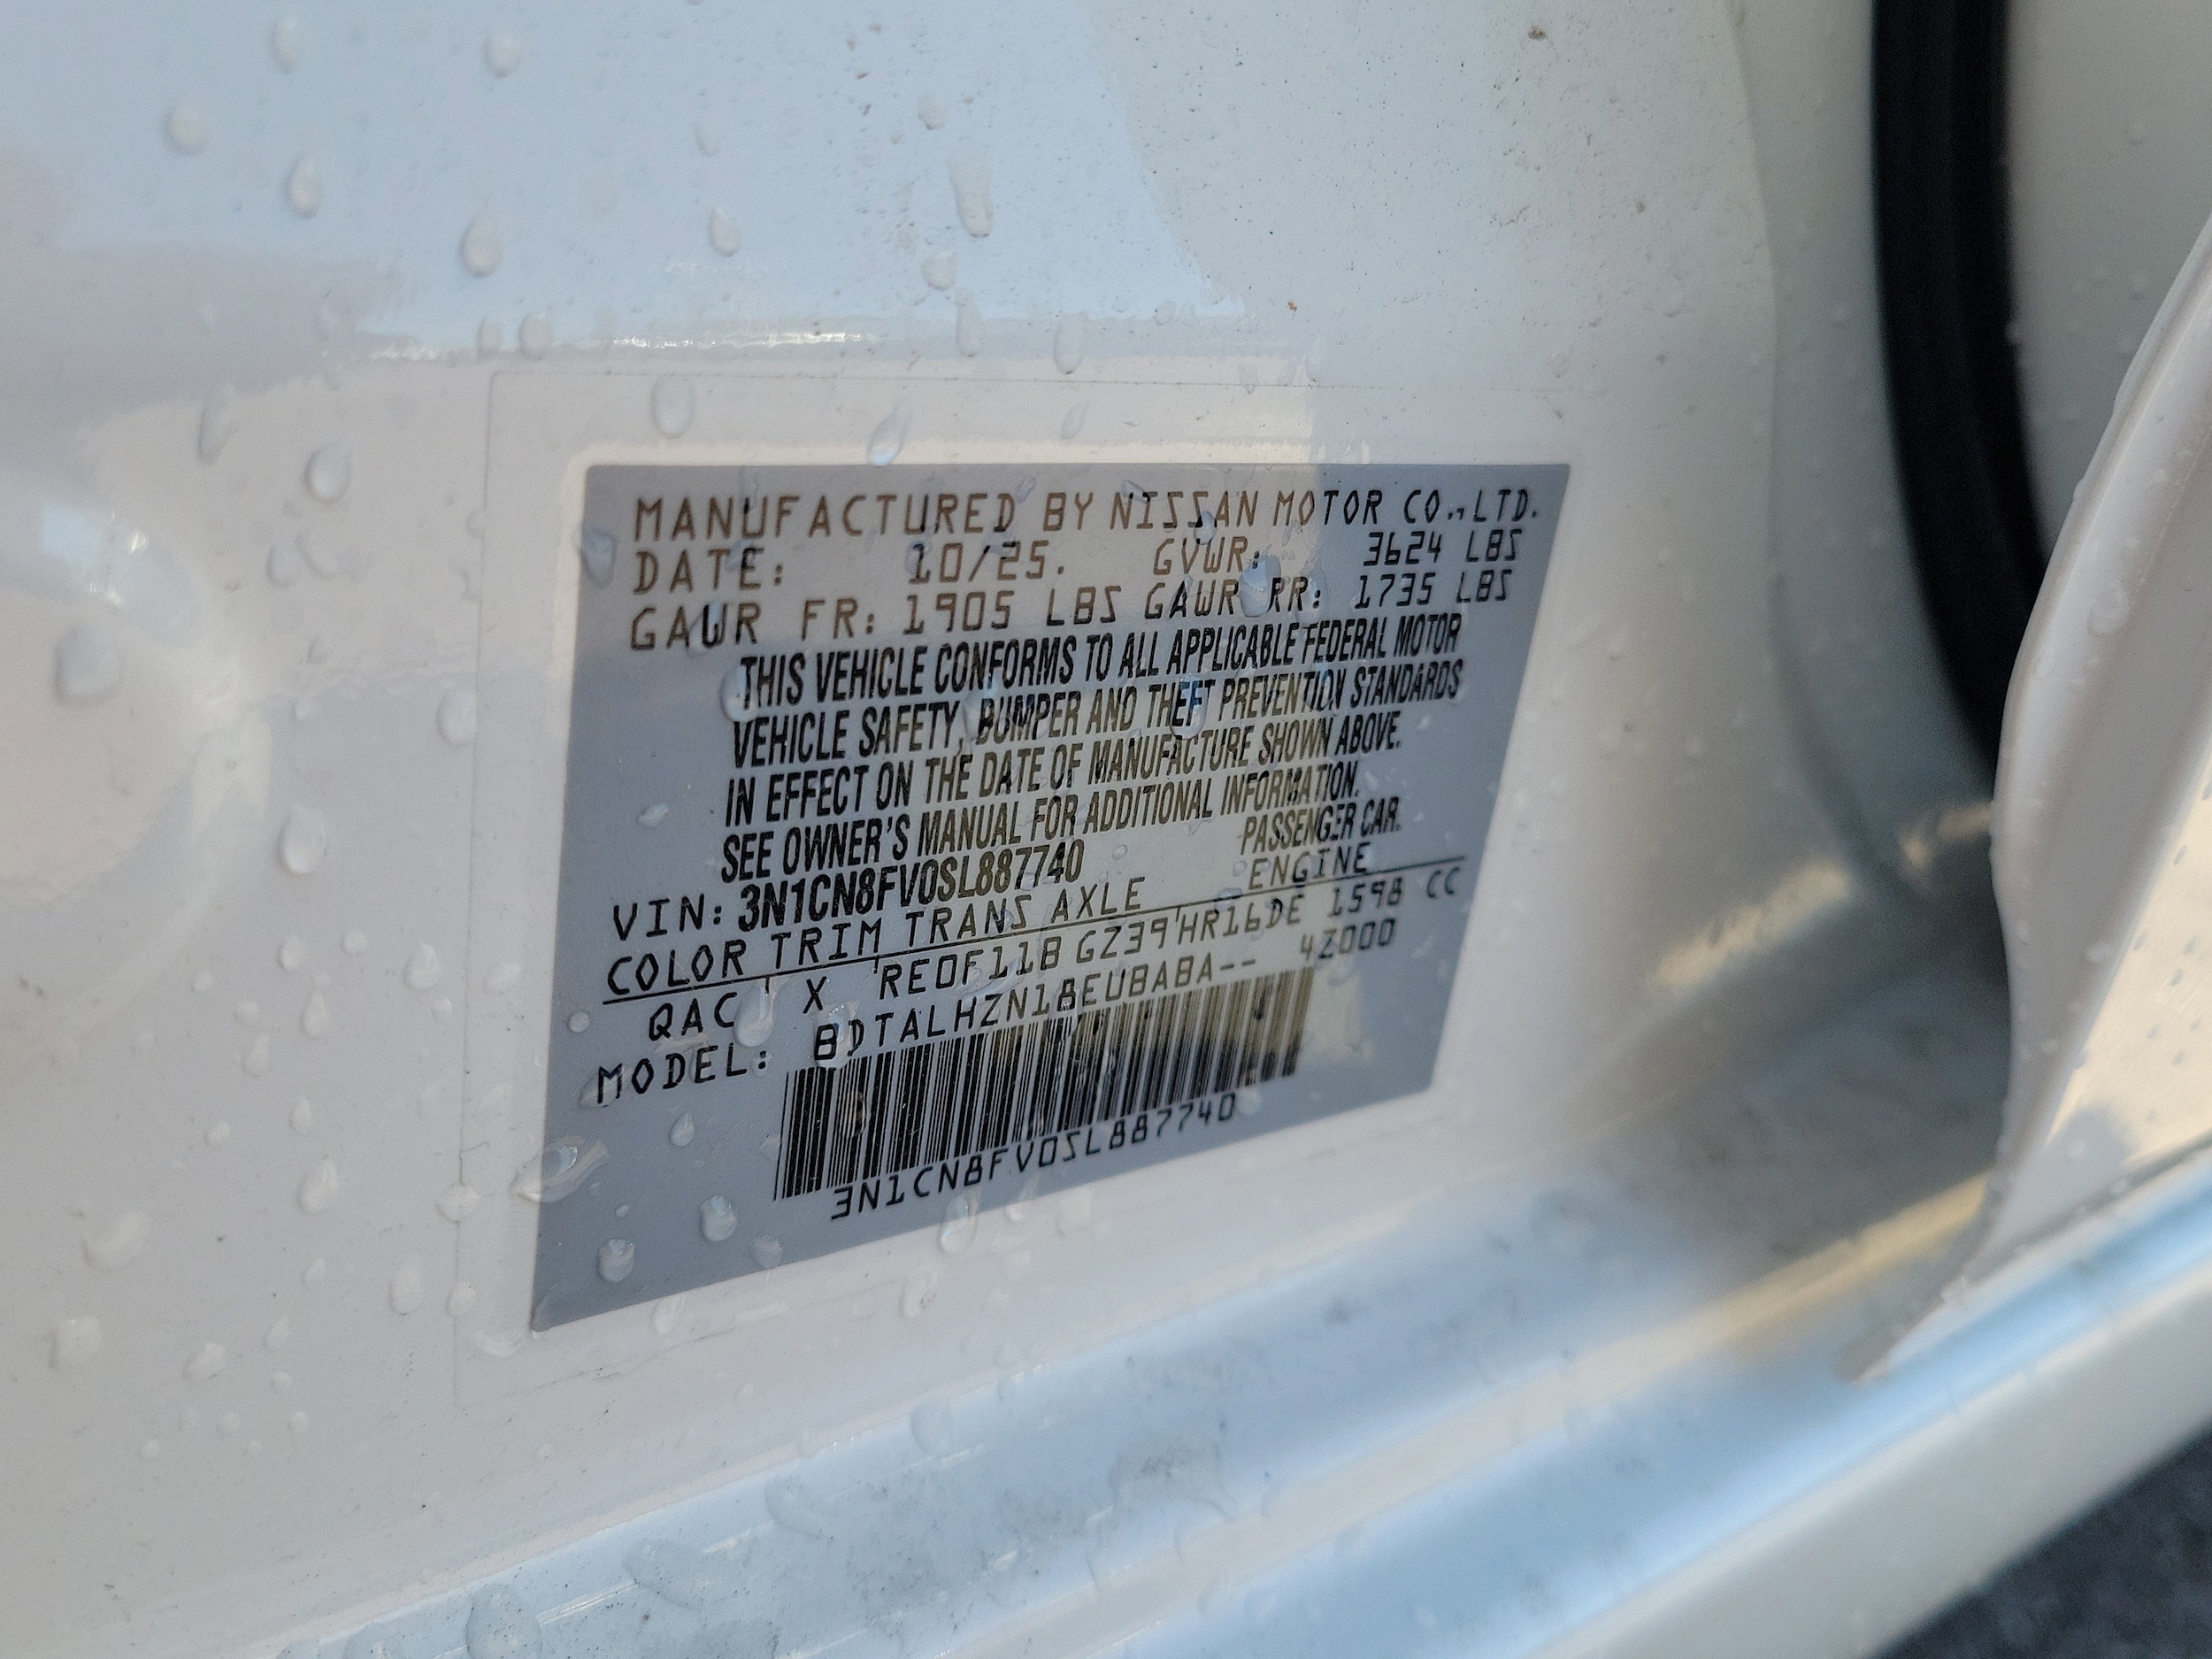 MANUFACTURED BY NISSAN MOTOR CO.,LTD.
DATE: 10/25. GVWR: 3624 LBS
GAWR FR: 1905 LBS GAWR RR: 1735 LBS
THIS VEHICLE CONFORMS TO ALL APPLICABLE FEDERAL MOTOR
VEHICLE SAFETY, BUMPER AND THEFT PREVENTION STANDARDS
IN EFFECT ON THE DATE OF MANUFACTURE SHOWN ABOVE.
SEE OWNER'S MANUAL FOR ADDITIONAL INFORMATION.
VIN: 3N1CN8FV0SL887740 PASSENGER CAR.
COLOR TRIM TRANS AXLE ENGINE
QAC X RE0F11B GZ39 HR16DE 1598 CC
MODEL: BDTALHZN18EUBABA-- 4Z000
3N1CN8FV0SL887740